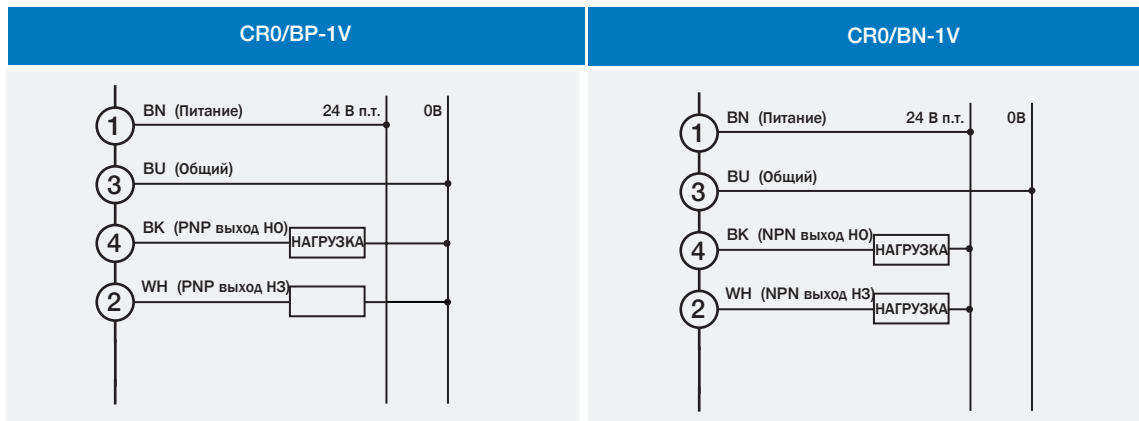 CR0/BP-1V
1 BN (Питание) 24 В п.т. 0В
3 BU (Общий)
4 BK (PNP выход НО) НАГРУЗКА
2 WH (PNP выход НЗ)
CR0/BN-1V
1 BN (Питание) 24 В п.т. 0В
3 BU (Общий)
4 BK (NPN выход НО) НАГРУЗКА
2 WH (NPN выход НЗ) НАГРУЗКА